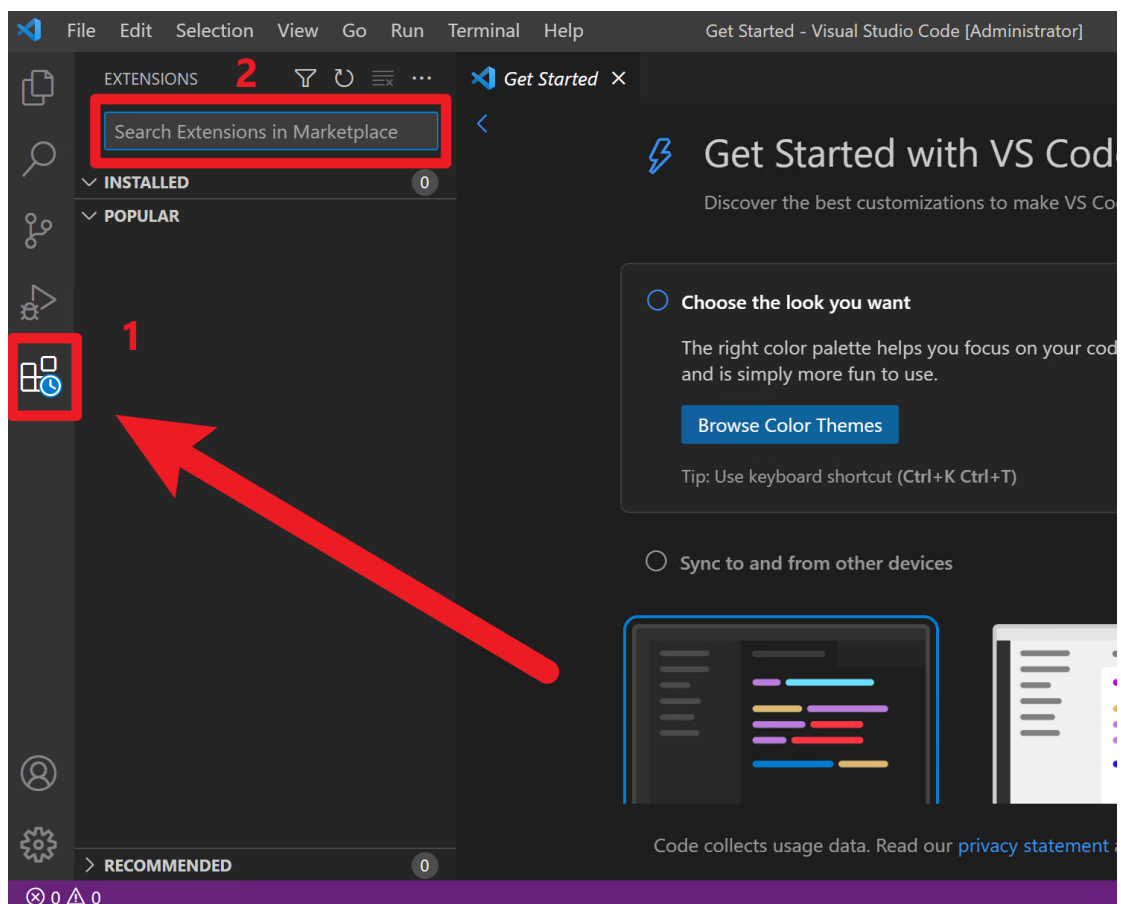 File Edit Selection View Go Run Terminal Help Get Started - Visual Studio Code [Administrator]
EXTENSIONS 2
Get Started
Search Extensions in Marketplace
INSTALLED 0
POPULAR
1
Get Started with VS Cod
Discover the best customizations to make VS Co
Choose the look you want
The right color palette helps you focus on your cod
and is simply more fun to use.
Browse Color Themes
Tip: Use keyboard shortcut (Ctrl+K Ctrl+T)
Sync to and from other devices
Code collects usage data. Read our privacy statement a
RECOMMENDED 0
0 0